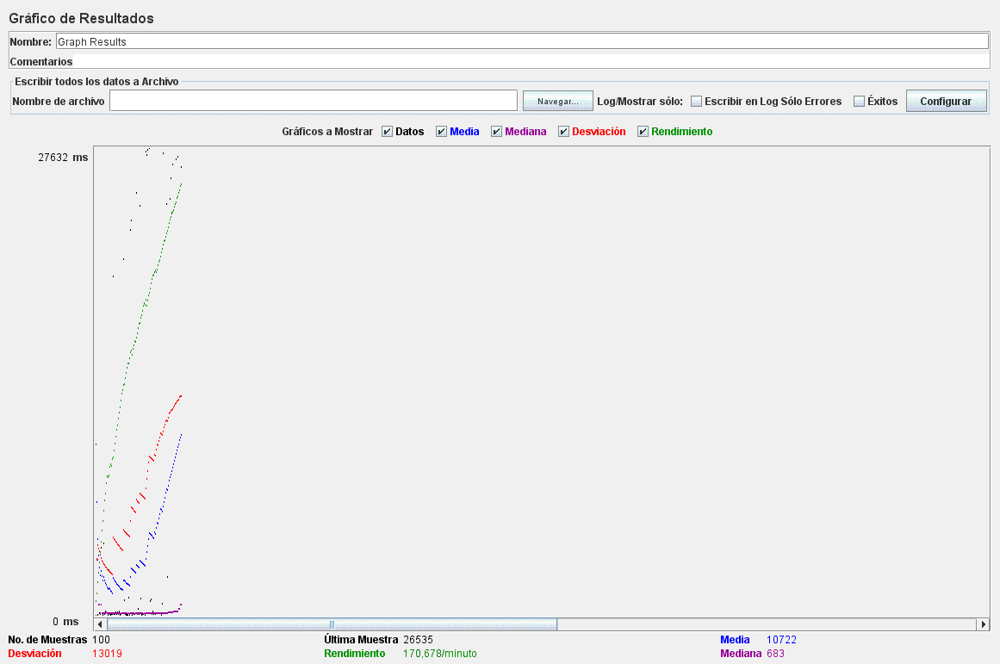 Gráfico de Resultados
Nombre: Graph Results
Comentarios
Escribir todos los datos a Archivo
Nombre de archivo Navegar... Log/Mostrar sólo: Escribir en Log Sólo Errores Éxitos Configurar
Gráficos a Mostrar Datos Media Mediana Desviación Rendimiento
27632 ms
0 ms
No. de Muestras 100 Última Muestra 26535 Media 10722
Desviación 13019 Rendimiento 170,678/minuto Mediana 683